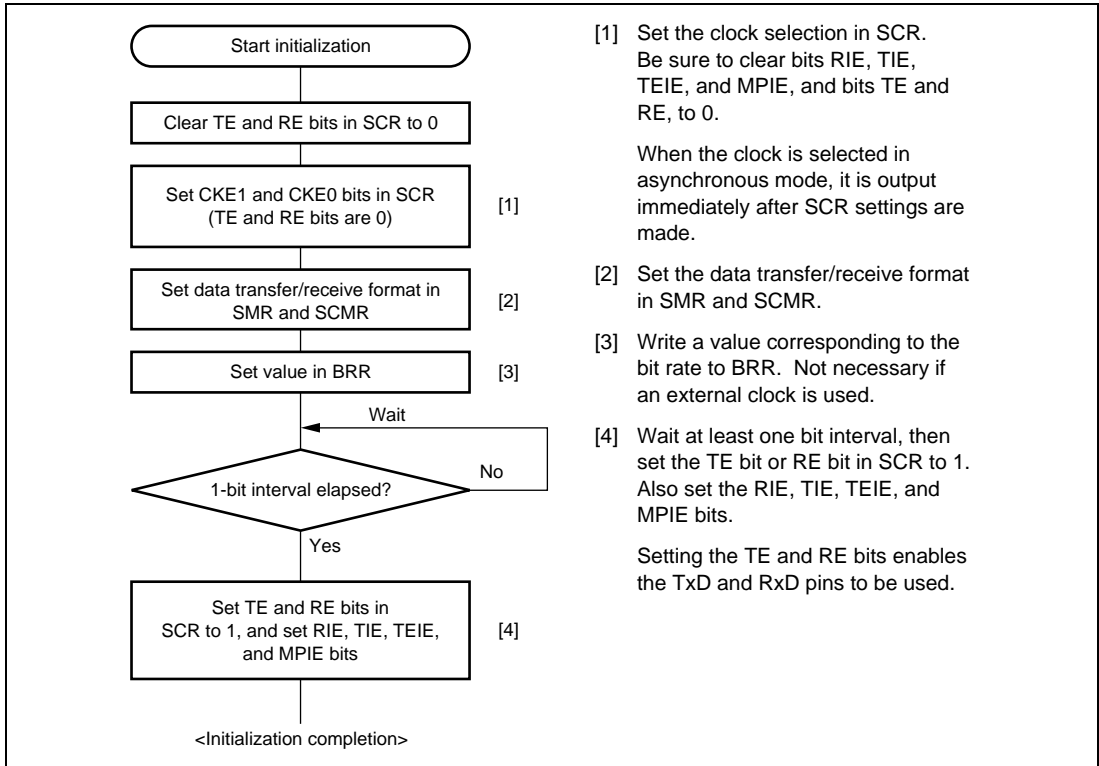 Start initialization
Clear TE and RE bits in SCR to 0
Set CKE1 and CKE0 bits in SCR
(TE and RE bits are 0)
[1]
Set data transfer/receive format in
SMR and SCMR
[2]
Set value in BRR
[3]
Wait
No
1-bit interval elapsed?
Yes
Set TE and RE bits in
SCR to 1, and set RIE, TIE, TEIE,
and MPIE bits
[4]
<Initialization completion>
[1] Set the clock selection in SCR.
Be sure to clear bits RIE, TIE,
TEIE, and MPIE, and bits TE and
RE, to 0.
When the clock is selected in
asynchronous mode, it is output
immediately after SCR settings are
made.
[2] Set the data transfer/receive format
in SMR and SCMR.
[3] Write a value corresponding to the
bit rate to BRR. Not necessary if
an external clock is used.
[4] Wait at least one bit interval, then
set the TE bit or RE bit in SCR to 1.
Also set the RIE, TIE, TEIE, and
MPIE bits.
Setting the TE and RE bits enables
the TxD and RxD pins to be used.